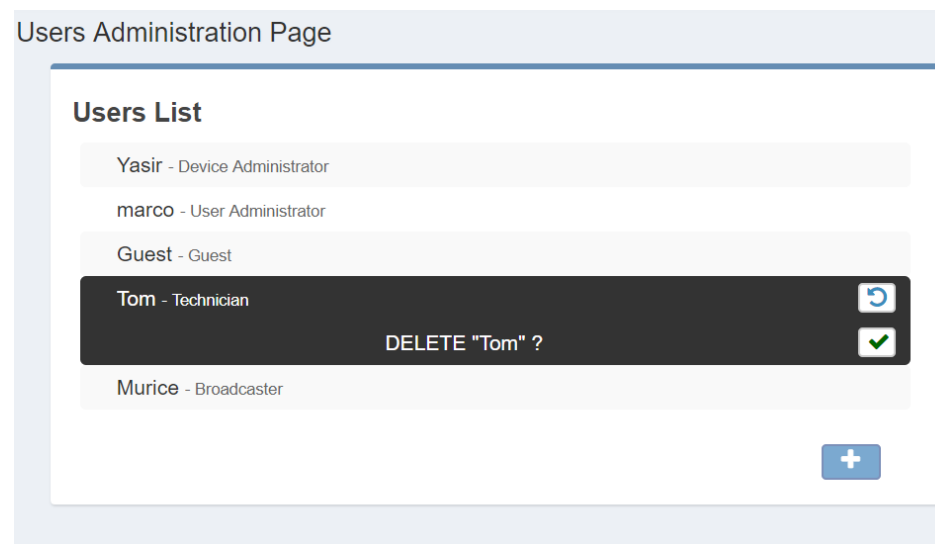 Users Administration Page
Users List
Yasir - Device Administrator
marco - User Administrator
Guest - Guest
Tom - Technician
DELETE "Tom" ?
Murice - Broadcaster